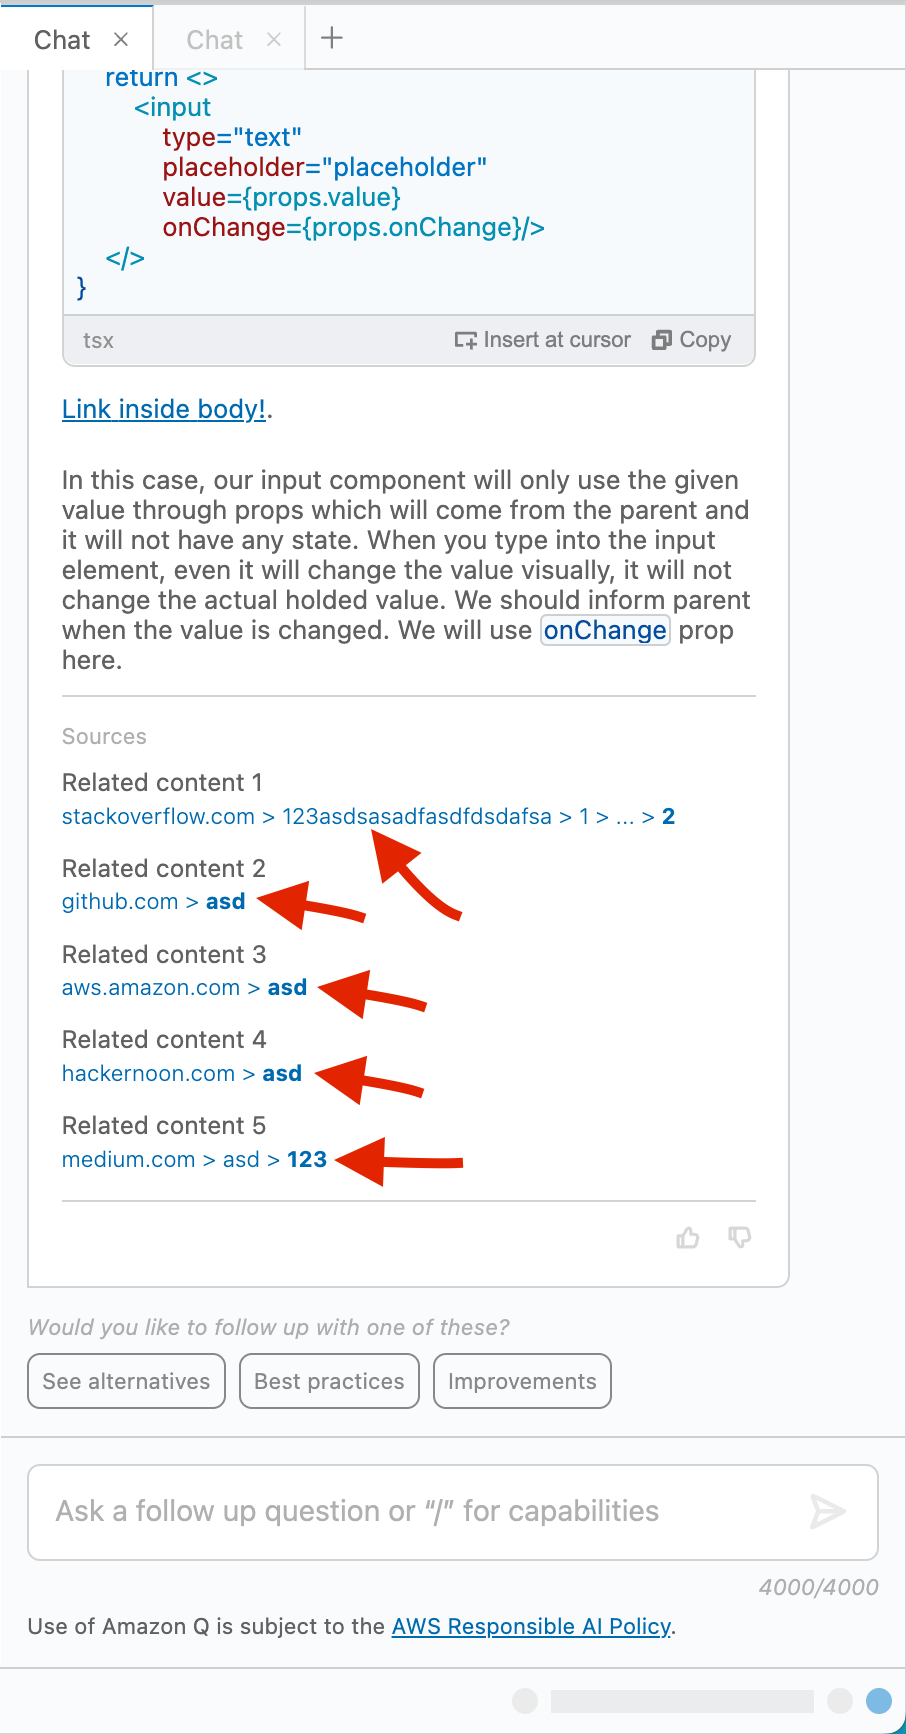 Chat
Chat
return <>
<input
type="text"
placeholder="placeholder"
value={props.value}
onChange={props.onChange}/>
</>
}
tsx
Insert at cursor
Copy
Link inside body!.
In this case, our input component will only use the given
value through props which will come from the parent and
it will not have any state. When you type into the input
element, even it will change the value visually, it will not
change the actual holded value. We should inform parent
when the value is changed. We will use onChange prop
here.
Sources
Related content 1
stackoverflow.com > 123asdsasadfasdfdsdafsa > 1 > ... > 2
Related content 2
github.com > asd
Related content 3
aws.amazon.com > asd
Related content 4
hackernoon.com > asd
Related content 5
medium.com > asd > 123
Would you like to follow up with one of these?
See alternatives
Best practices
Improvements
Ask a follow up question or “/” for capabilities
4000/4000
Use of Amazon Q is subject to the AWS Responsible AI Policy.